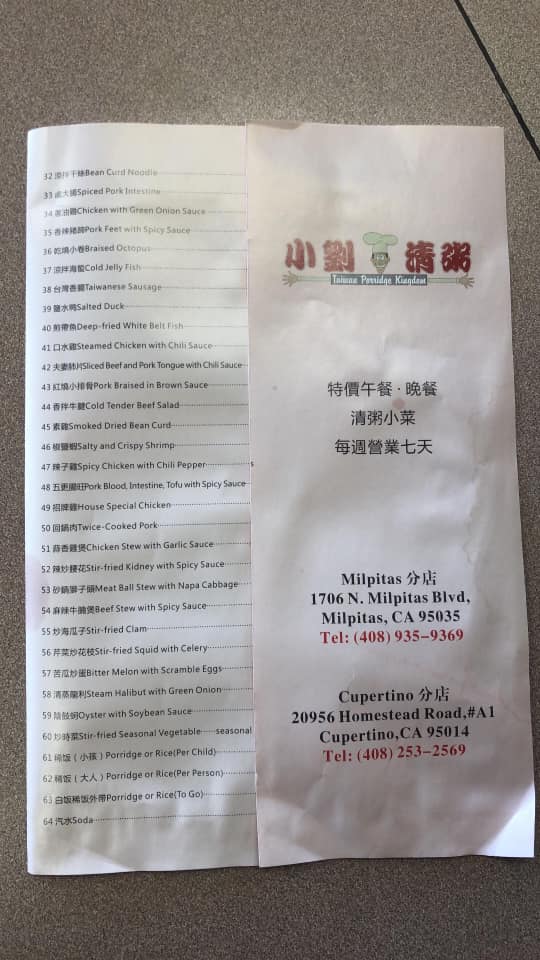 32 涼拌干絲Bean Curd Noodle
33 鹵大腸Spiced Pork Intestine
34 蔥油雞Chicken with Green Onion Sauce
35 香辣豬蹄Pork Feet with Spicy Sauce
36 吃燒小卷Braised Octopus
37 涼拌海蜇Cold Jelly Fish
38 台灣香腸Taiwanese Sausage
39 鹽水鴨Salted Duck
40 煎帶魚Deep-fried White Belt Fish
41 口水雞Steamed Chicken with Chili Sauce
42 夫妻肺片Sliced Beef and Pork Tongue with Chili Sauce
43 紅燒小排骨Pork Braised in Brown Sauce
44 香拌牛腱Cold Tender Beef Salad
45 素雞Smoked Dried Bean Curd
46 椒鹽蝦Salty and Crispy Shrimp
47 辣子雞Spicy Chicken with Chili Pepper
48 五更腸旺Pork Blood, Intestine, Tofu with Spicy Sauce
49 招牌雞House Special Chicken
50 回鍋肉Twice-Cooked Pork
51 蒜香雞煲Chicken Stew with Garlic Sauce
52 辣炒腰花Stir-fried Kidney with Spicy Sauce
53 砂鍋獅子頭Meat Ball Stew with Napa Cabbage
54 麻辣牛腩煲Beef Stew with Spicy Sauce
55 炒海瓜子Stir-fried Clam
56 芹菜炒花枝Stir-fried Squid with Celery
57 苦瓜炒蛋Bitter Melon with Scramble Eggs
58 清蒸龍利Steam Halibut with Green Onion
59 陰鼓蚵Oyster with Soybean Sauce
60 炒時菜Stir-fried Seasonal Vegetable……seasonal
61 稀饭（小孩）Porridge or Rice(Per Child)
62 稀饭（大人）Porridge or Rice(Per Person)
63 白饭稀饭外帶Porridge or Rice(To Go)
64 汽水Soda
小劉清粥
Taiwan Porridge Kingdom
特價午餐·晚餐
清粥小菜
每週營業七天
Milpitas 分店
1706 N. Milpitas Blvd,
Milpitas, CA 95035
Tel: (408) 935-9369
Cupertino 分店
20956 Homestead Road,#A1
Cupertino,CA 95014
Tel: (408) 253-2569